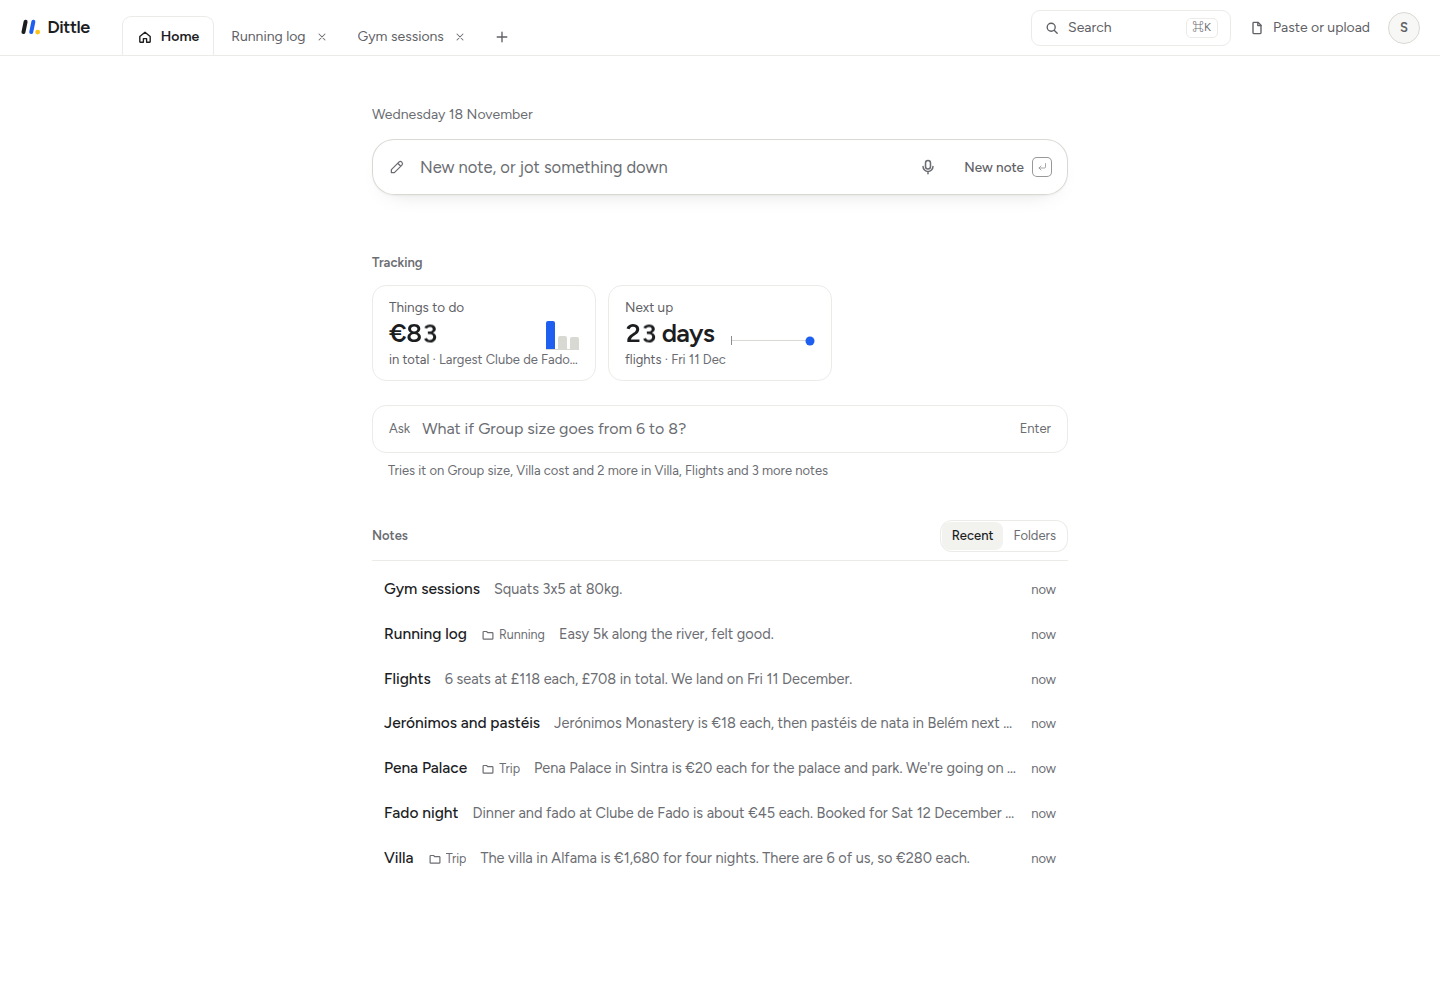 Dittle
Home
Running log
Gym sessions
Search
⌘K
Paste or upload
S
Wednesday 18 November
New note, or jot something down
New note
Tracking
Things to do
€83
in total · Largest Clube de Fado...
Next up
23 days
flights · Fri 11 Dec
Ask What if Group size goes from 6 to 8? Enter
Tries it on Group size, Villa cost and 2 more in Villa, Flights and 3 more notes
Notes
Recent Folders
Gym sessions Squats 3x5 at 80kg. now
Running log Running Easy 5k along the river, felt good. now
Flights 6 seats at £118 each, £708 in total. We land on Fri 11 December. now
Jerónimos and pastéis Jerónimos Monastery is €18 each, then pastéis de nata in Belém next ... now
Pena Palace Trip Pena Palace in Sintra is €20 each for the palace and park. We're going on ... now
Fado night Dinner and fado at Clube de Fado is about €45 each. Booked for Sat 12 December ... now
Villa Trip The villa in Alfama is €1,680 for four nights. There are 6 of us, so €280 each. now